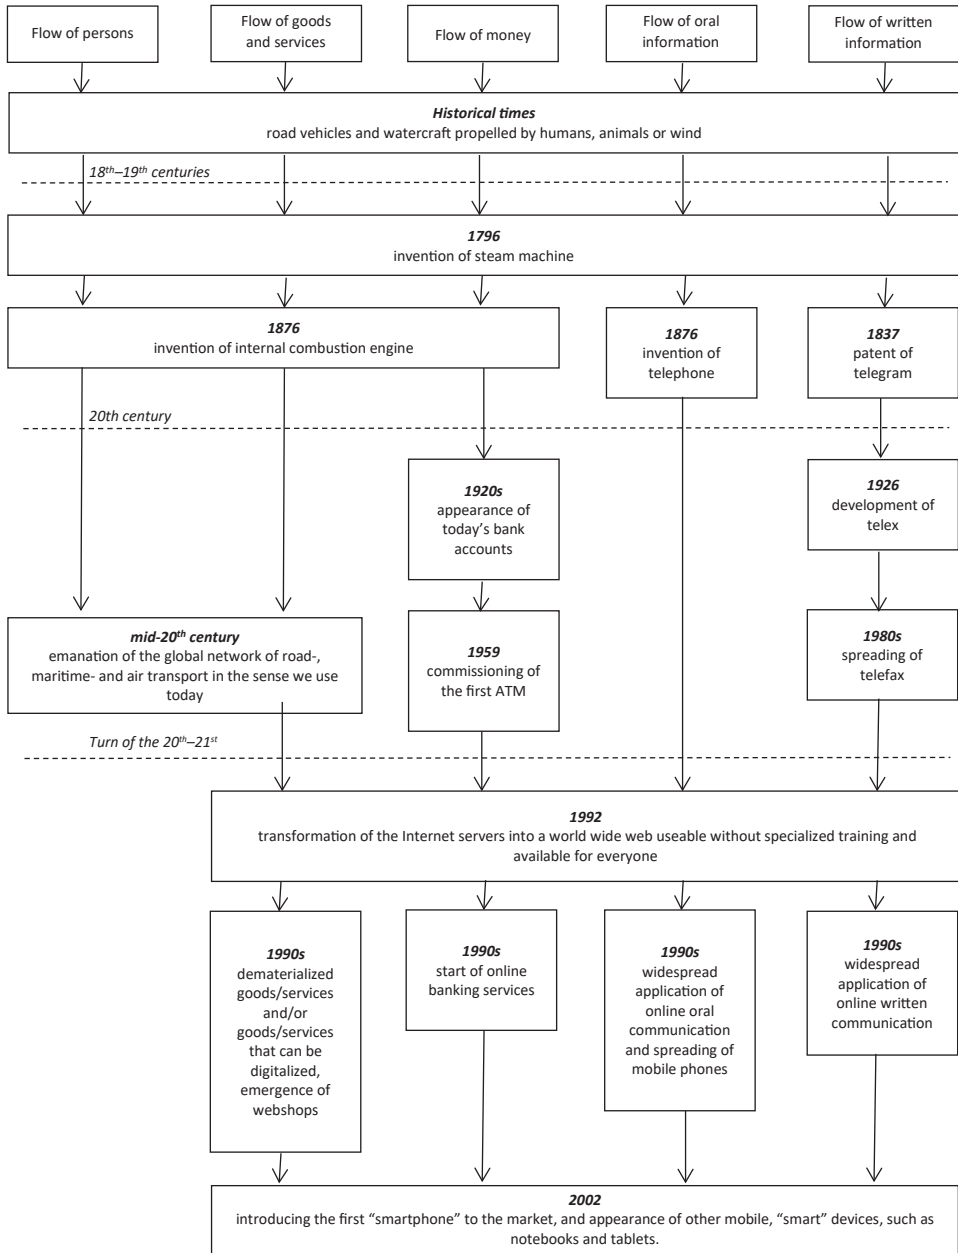 Flow of persons
Flow of goods
and services
Flow of money
Flow of oral
information
Flow of written
information
Historical times
road vehicles and watercraft propelled by humans, animals or wind
18th–19th centuries
1796
invention of steam machine
1876
invention of internal combustion engine
1876
invention of
telephone
1837
patent of
telegram
20th century
1920s
appearance of
today's bank
accounts
1926
development of
telex
mid-20th century
emanation of the global network of road-,
maritime- and air transport in the sense we use
today
1959
commissioning of
the first ATM
1980s
spreading of
telefax
Turn of the 20th–21st
1992
transformation of the Internet servers into a world wide web useable without specialized training and
available for everyone
1990s
dematerialized
goods/services
and/or
goods/services
that can be
digitalized,
emergence of
webshops
1990s
start of online
banking services
1990s
widespread
application of
online oral
communication
and spreading of
mobile phones
1990s
widespread
application of
online written
communication
2002
introducing the first “smartphone” to the market, and appearance of other mobile, “smart” devices, such as
notebooks and tablets.